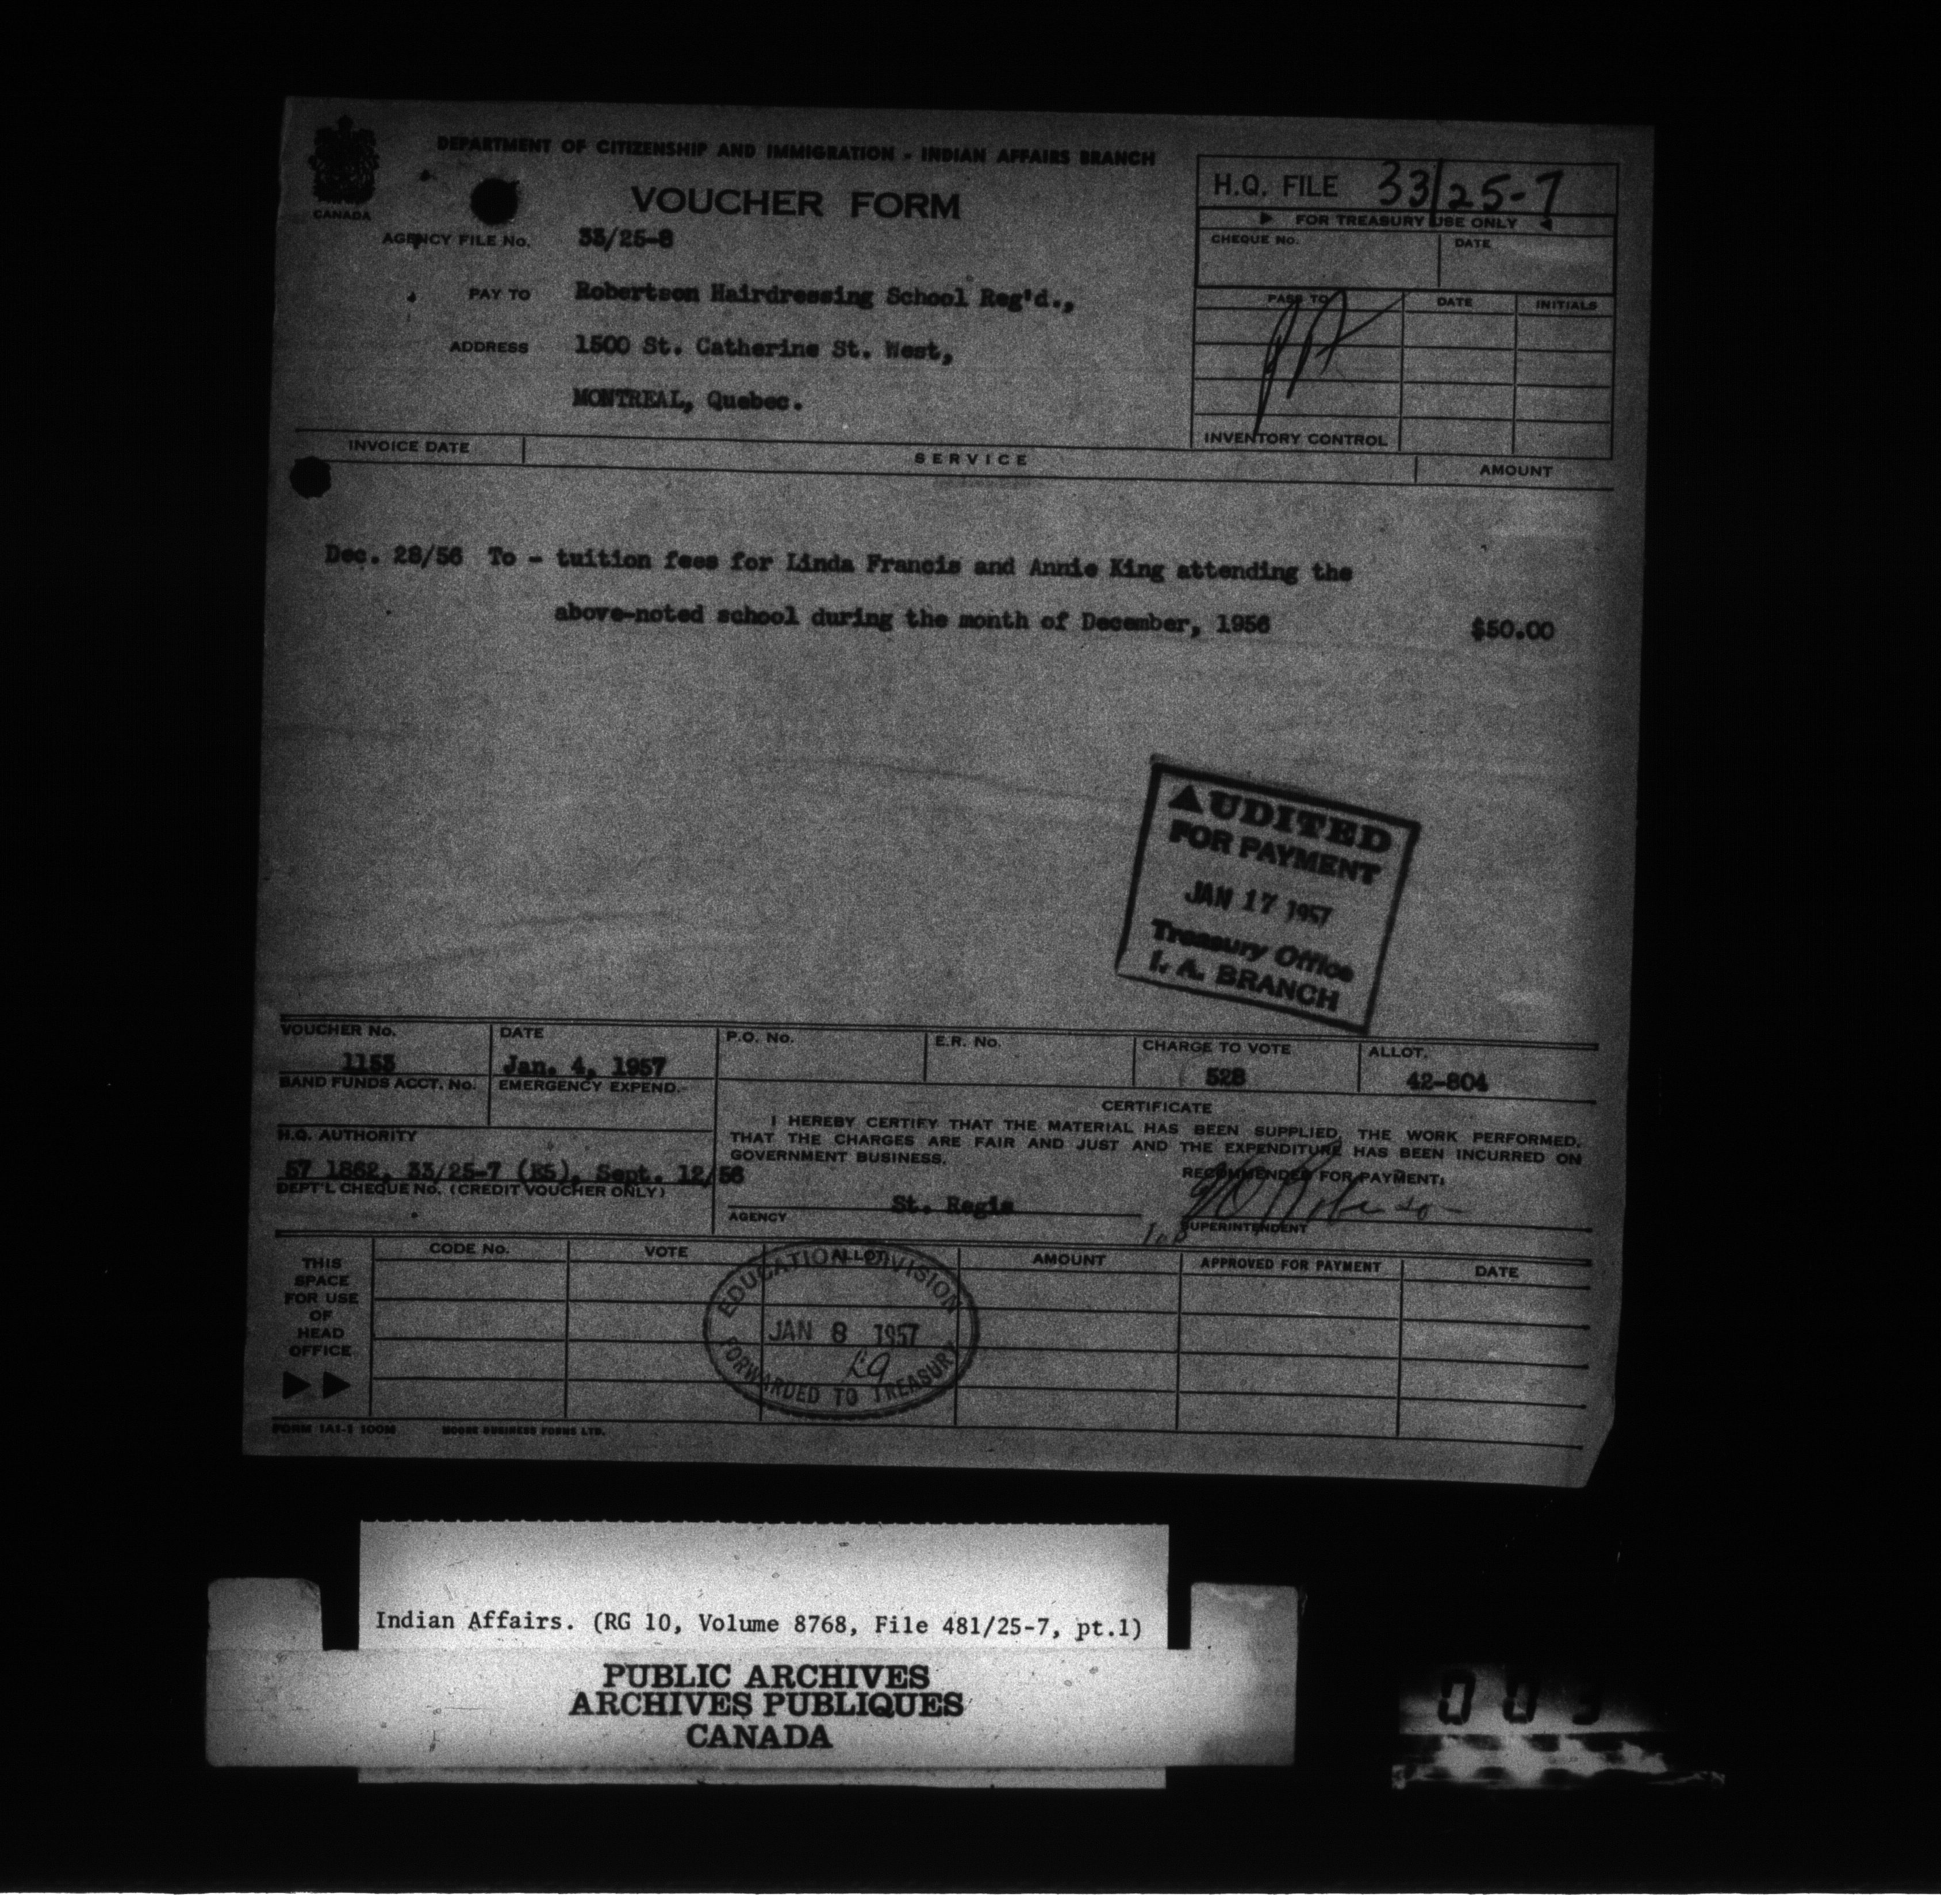 DEPARTMENT OF CITIZENSHIP AND IMMIGRATION - INDIAN AFFAIRS BRANCH
CANADA
VOUCHER FORM
H.Q. FILE 33/25-7
FOR TREASURY USE ONLY
CHEQUE No. DATE
PASS TO DATE INITIALS
INVENTORY CONTROL
AGENCY FILE No. 33/25-8
PAY TO Robertson Hairdressing School Reg'd.,
ADDRESS 1500 St. Catherine St. West,
MONTREAL, Quebec.
INVOICE DATE SERVICE AMOUNT
Dec. 28/56 To - tuition fees for Linda Francis and Annie King attending the
above-noted school during the month of December, 1956 $50.00
AUDITED
FOR PAYMENT
JAN 17 1957
Treasury Office
I. A. BRANCH
VOUCHER No. DATE P.O. No. E.R. No. CHARGE TO VOTE ALLOT.
1153 Jan. 4, 1957 528 42-804
BAND FUNDS ACCT. No. EMERGENCY EXPEND.
CERTIFICATE
I HEREBY CERTIFY THAT THE MATERIAL HAS BEEN SUPPLIED, THE WORK PERFORMED,
THAT THE CHARGES ARE FAIR AND JUST AND THE EXPENDITURE HAS BEEN INCURRED ON
GOVERNMENT BUSINESS.
H.Q. AUTHORITY
57 1862, 33/25-7 (E5), Sept. 12/56
DEPT'L CHEQUE No. (CREDIT VOUCHER ONLY)
RECOMMENDED FOR PAYMENT:
St. Regis
AGENCY
SUPERINTENDENT
THIS
SPACE
FOR USE
OF
HEAD
OFFICE
CODE No. VOTE ALLOT. AMOUNT APPROVED FOR PAYMENT DATE
EDUCATION DIVISION
JAN 8 1957
FORWARDED TO TREASURY
FORM 1A1-5 100M MOORE BUSINESS FORMS LTD.
Indian Affairs. (RG 10, Volume 8768, File 481/25-7, pt.1)
PUBLIC ARCHIVES
ARCHIVES PUBLIQUES
CANADA